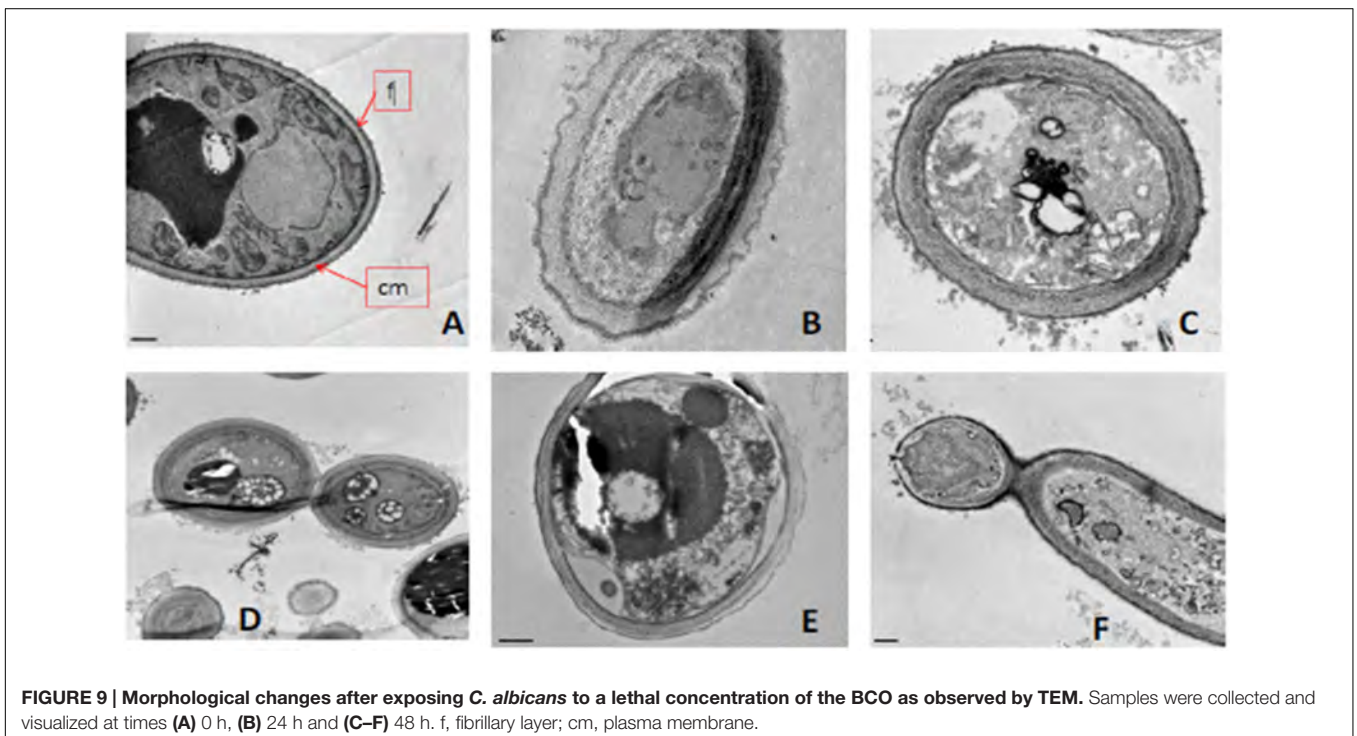 cm
A
B
C
D
E
F
FIGURE 9 | Morphological changes after exposing C. albicans to a lethal concentration of the BCO as observed by TEM. Samples were collected and
visualized at times (A) 0 h, (B) 24 h and (C–F) 48 h. f, fibrillary layer; cm, plasma membrane.